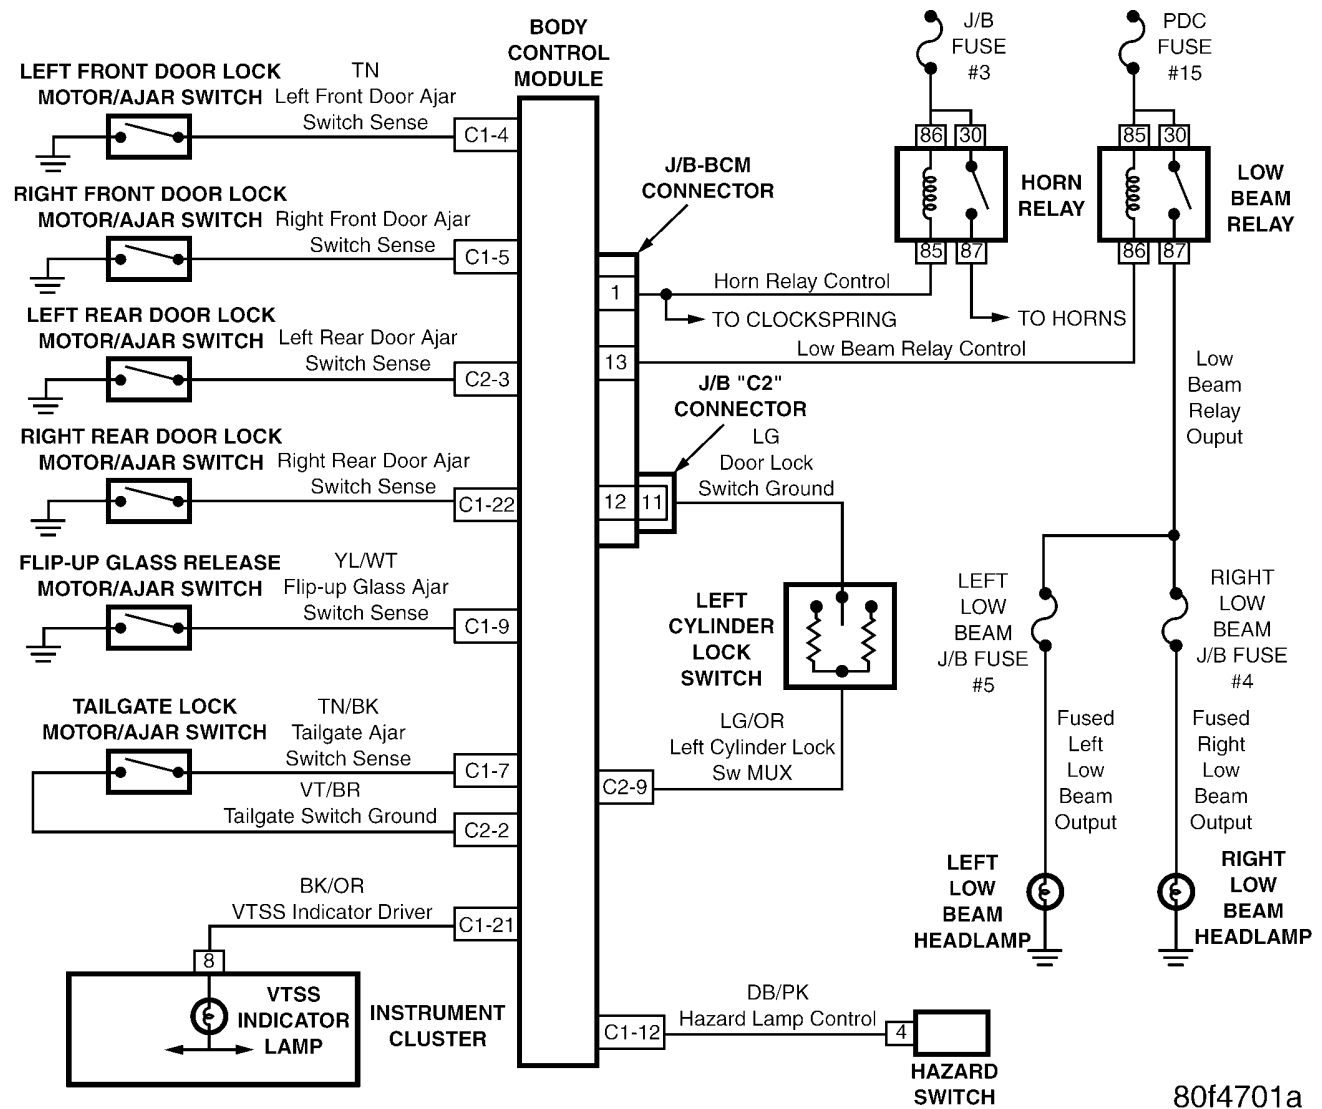 BODY
CONTROL
MODULE
J/B
FUSE
#3
PDC
FUSE
#15
LEFT FRONT DOOR LOCK
MOTOR/AJAR SWITCH
TN
Left Front Door Ajar
Switch Sense
C1-4
RIGHT FRONT DOOR LOCK
MOTOR/AJAR SWITCH
Right Front Door Ajar
Switch Sense
C1-5
LEFT REAR DOOR LOCK
MOTOR/AJAR SWITCH
Left Rear Door Ajar
Switch Sense
C2-3
RIGHT REAR DOOR LOCK
MOTOR/AJAR SWITCH
Right Rear Door Ajar
Switch Sense
C1-22
FLIP-UP GLASS RELEASE
MOTOR/AJAR SWITCH
YL/WT
Flip-up Glass Ajar
Switch Sense
C1-9
TAILGATE LOCK
MOTOR/AJAR SWITCH
TN/BK
Tailgate Ajar
Switch Sense
C1-7
VT/BR
Tailgate Switch Ground
C2-2
BK/OR
VTSS Indicator Driver
C1-21
8
VTSS
INDICATOR
LAMP
INSTRUMENT
CLUSTER
J/B-BCM
CONNECTOR
1
Horn Relay Control
TO CLOCKSPRING
13
Low Beam Relay Control
86
30
HORN
RELAY
85
87
TO HORNS
85
30
LOW
BEAM
RELAY
86
87
Low
Beam
Relay
Ouput
J/B "C2"
CONNECTOR
LG
Door Lock
Switch Ground
12
11
LEFT
CYLINDER
LOCK
SWITCH
LG/OR
Left Cylinder Lock
Sw MUX
C2-9
LEFT
LOW
BEAM
J/B FUSE
#5
RIGHT
LOW
BEAM
J/B FUSE
#4
Fused
Left
Low
Beam
Output
Fused
Right
Low
Beam
Output
LEFT
LOW
BEAM
HEADLAMP
RIGHT
LOW
BEAM
HEADLAMP
DB/PK
Hazard Lamp Control
C1-12
4
HAZARD
SWITCH
80f4701a